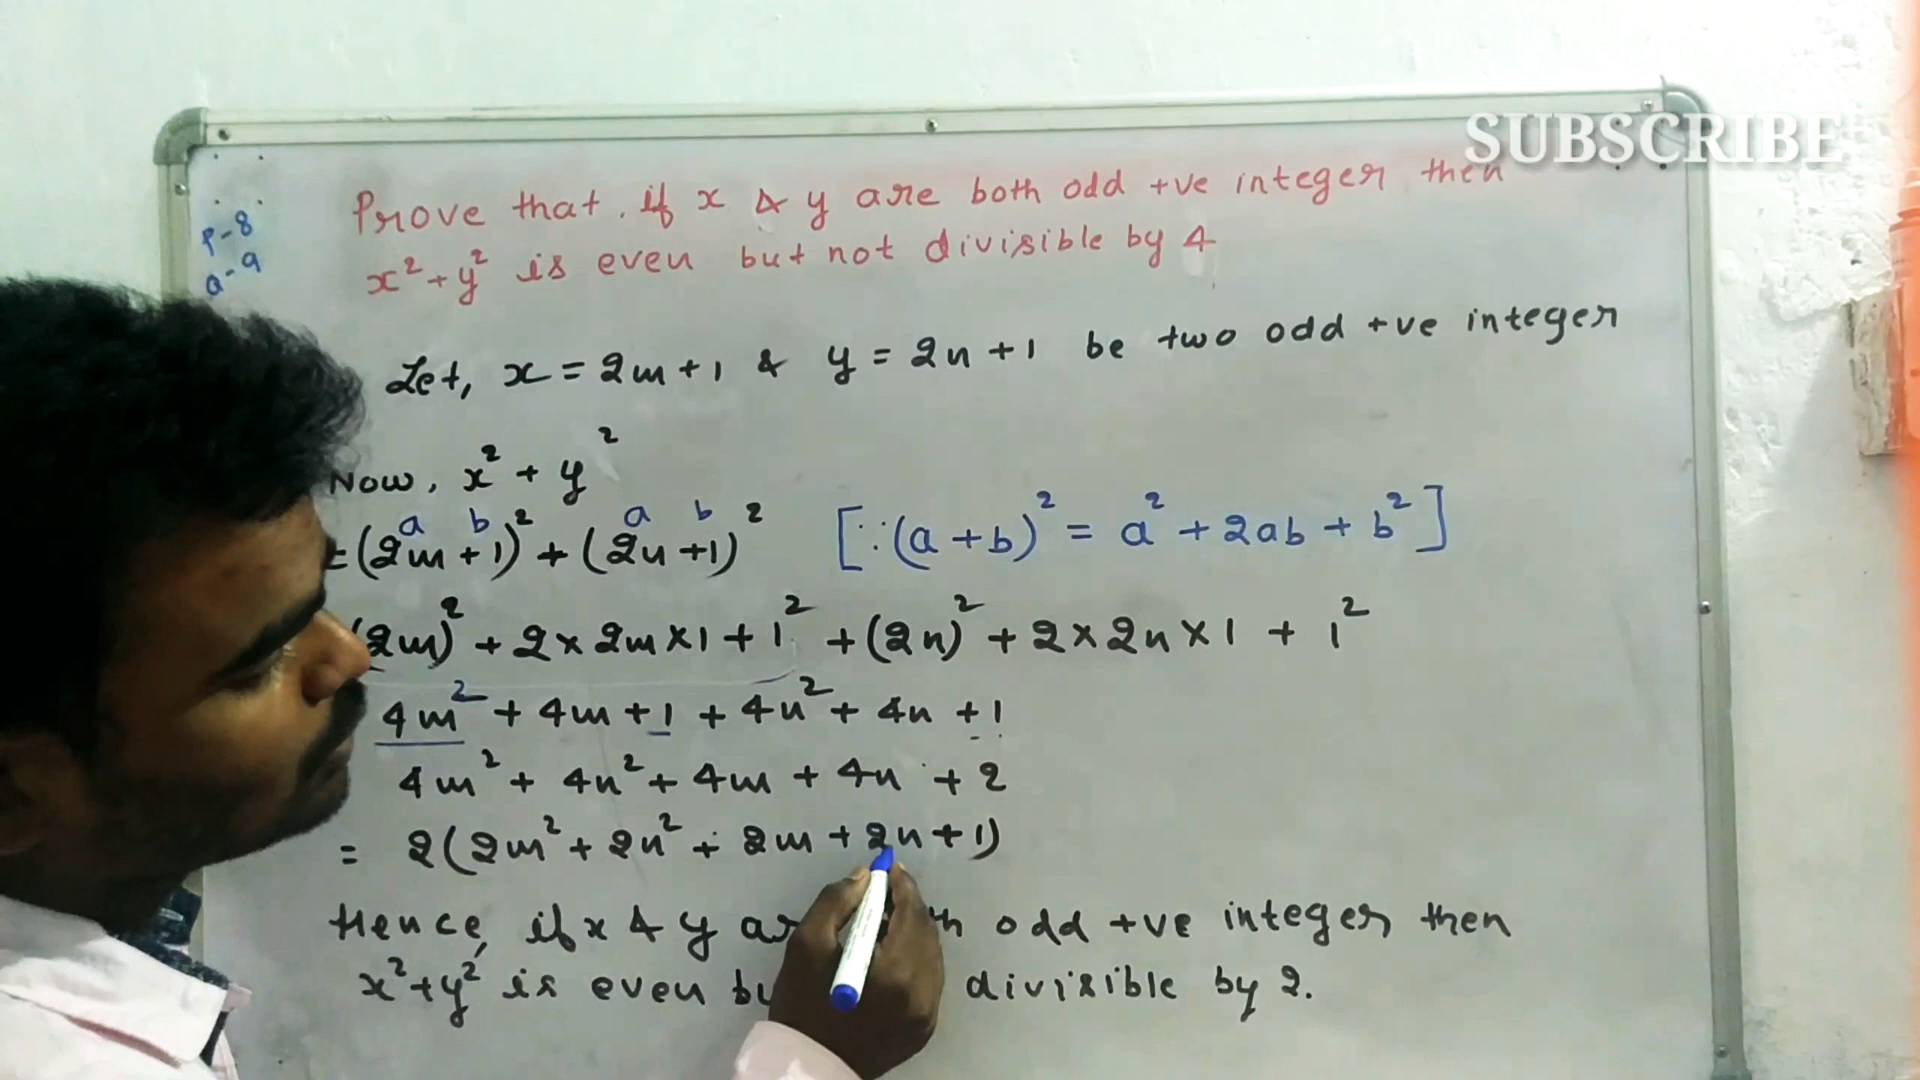 SUBSCRIBE
P-8
Q-9
Prove that, if x & y are both odd +ve integer then
x² + y² is even but not divisible by 4
Let, x = 2m + 1 & y = 2n + 1 be two odd +ve integer
Now, x² + y²
a b a b
= (2m + 1)² + (2n + 1)² [∵ (a + b)² = a² + 2ab + b²]
(2m)² + 2 × 2m × 1 + 1² + (2n)² + 2 × 2n × 1 + 1²
4m² + 4m + 1 + 4n² + 4n + 1
4m² + 4n² + 4m + 4n + 2
= 2(2m² + 2n² + 2m + 2n + 1)
Hence, if x & y odd +ve integer then
x² + y² is even divisible by 2.